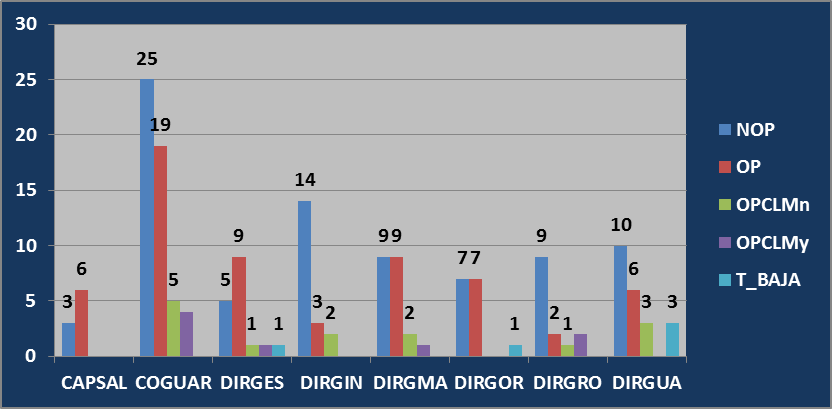 30
25
20
15
10
5
0
3 6
25 19 5
5 9 1 1
14 3 2
9 9 2
7 7 1
9 2 1
10 6 3 3
CAPSAL COGUAR DIRGES DIRGIN DIRGMA DIRGOR DIRGRO DIRGUA
NOP
OP
OPCLMn
OPCLMy
T_BAJA